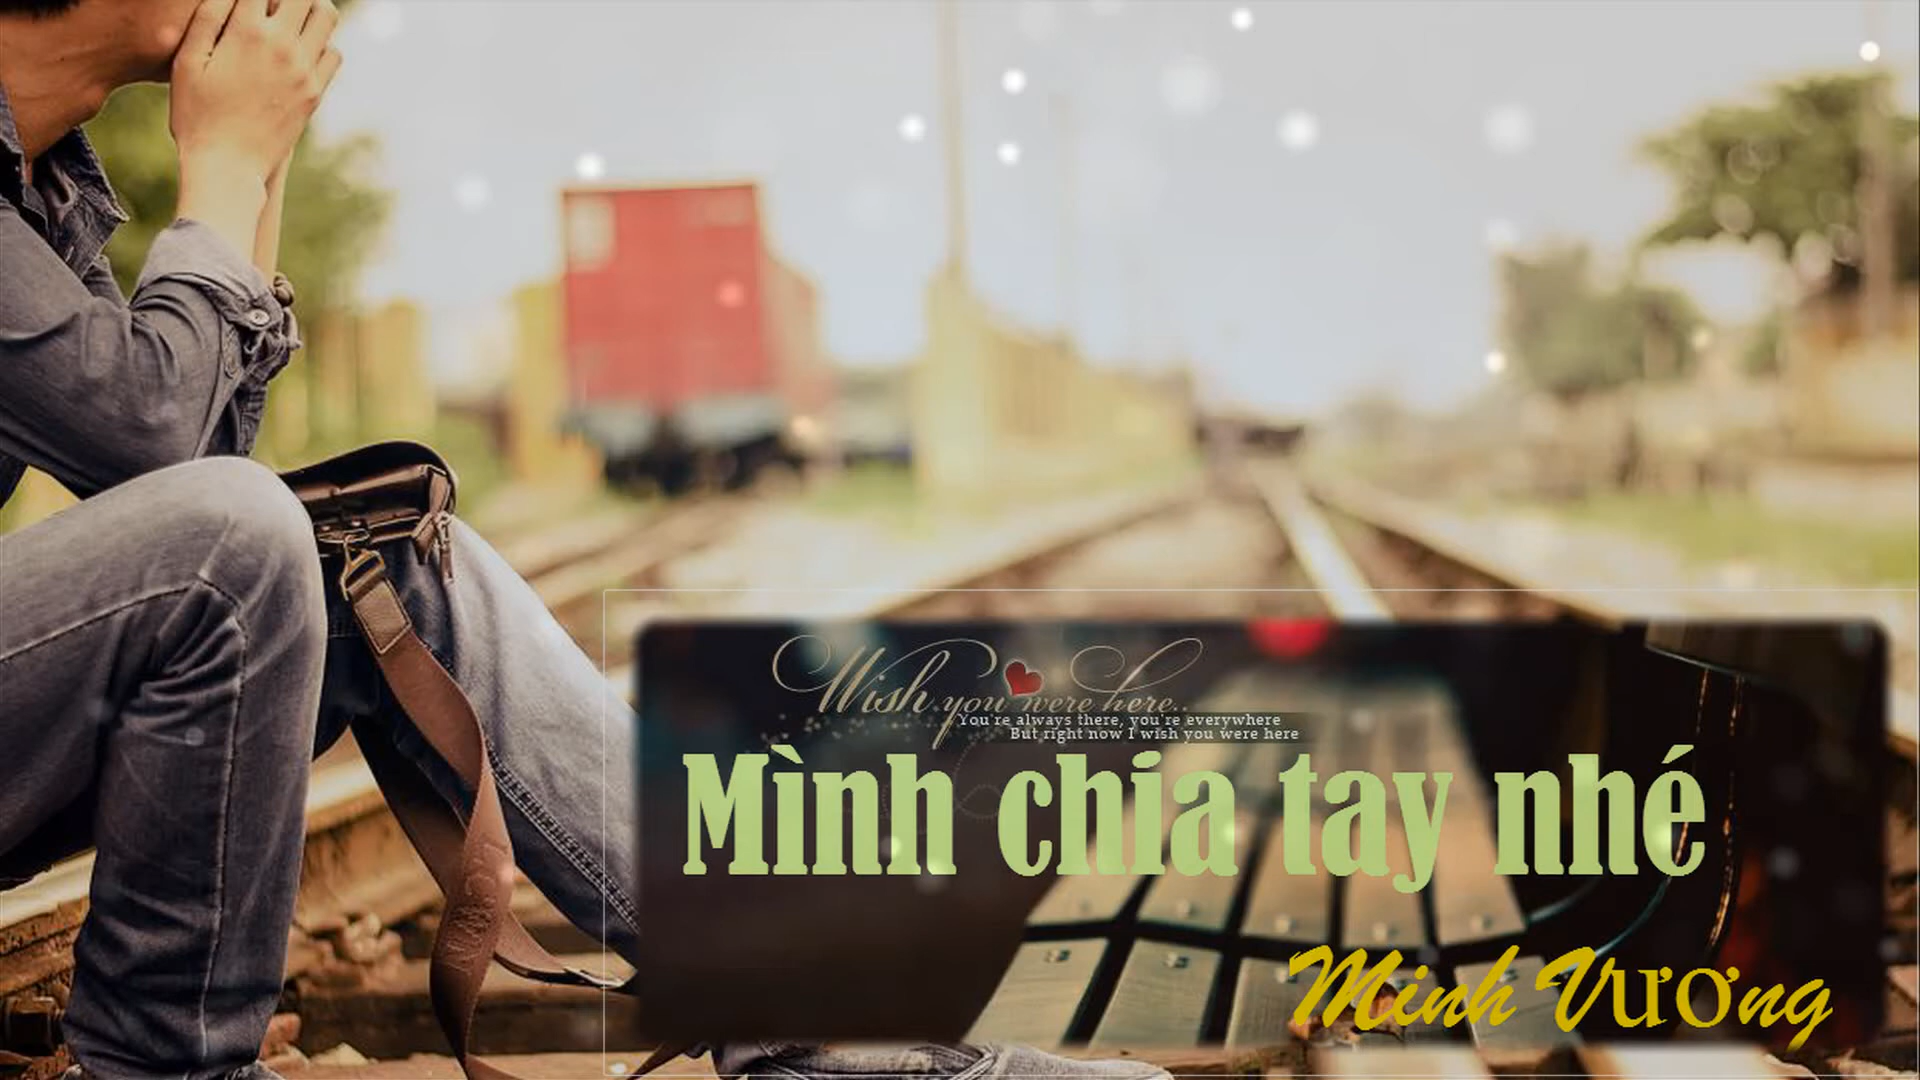 Wish you were here..
You're always there, you're everywhere
But right now I wish you were here
Mình chia tay nhé
Minh Vương